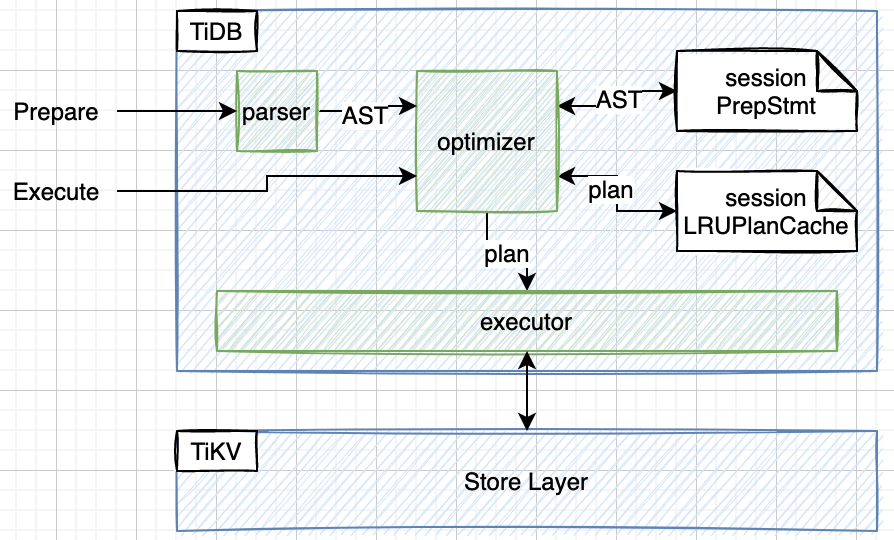 TiDB
session
PrepStmt
Prepare
parser
AST
AST
optimizer
Execute
plan
session
LRUPlanCache
plan
executor
TiKV
Store Layer